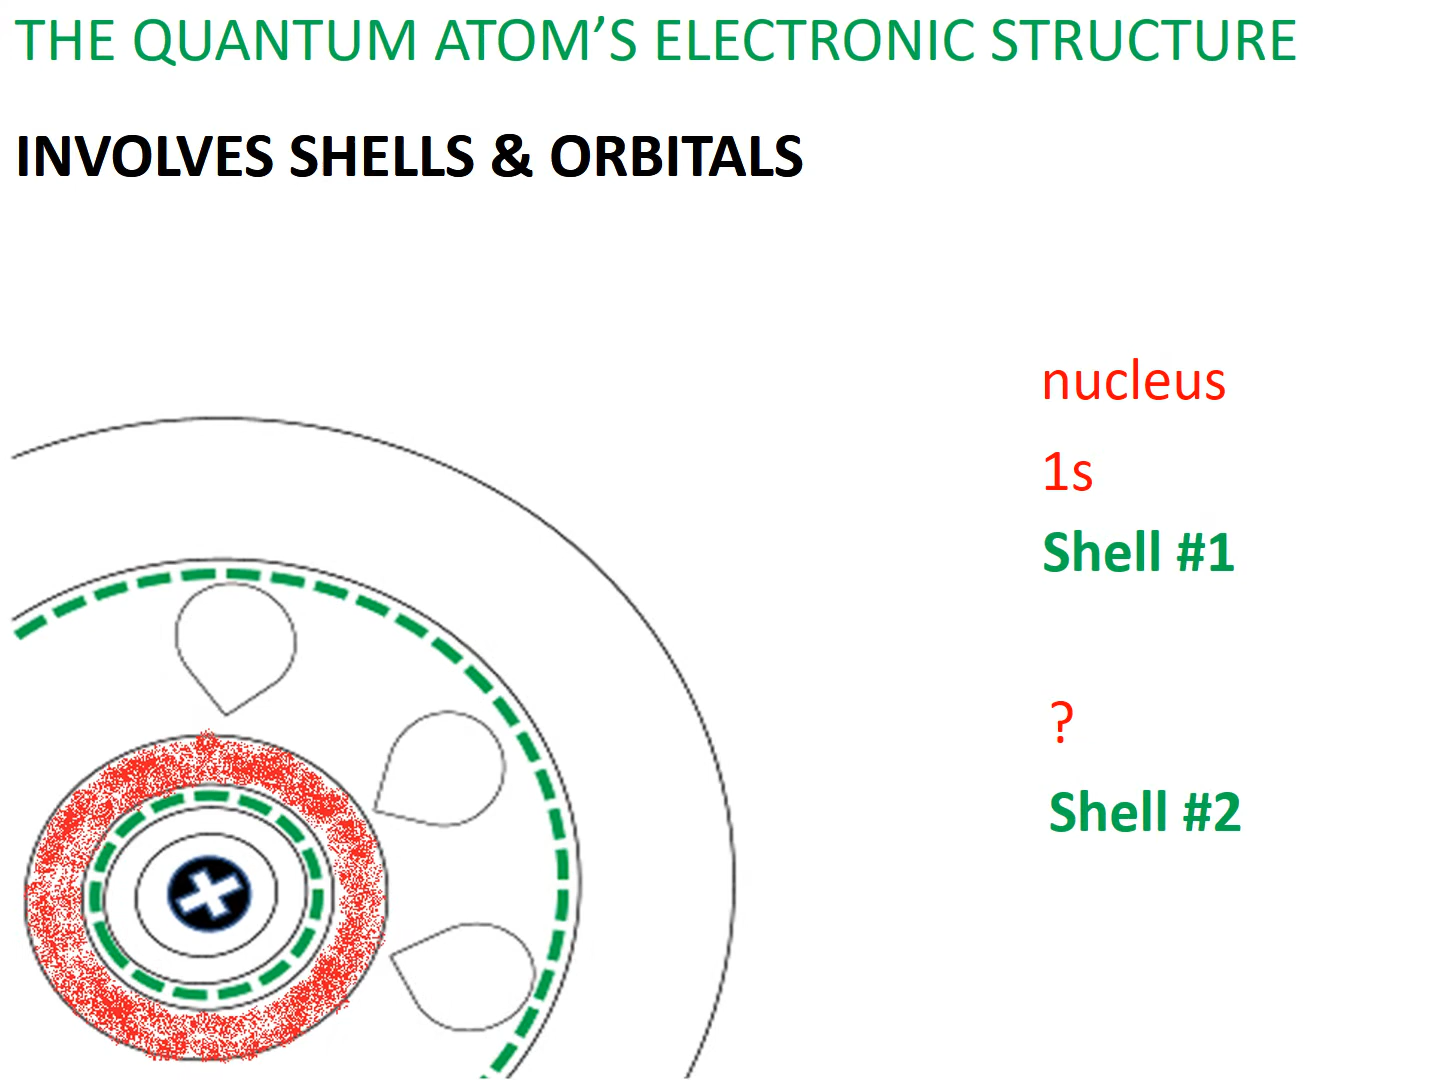 THE QUANTUM ATOM’S ELECTRONIC STRUCTURE
INVOLVES SHELLS & ORBITALS
nucleus
1s
Shell #1
?
Shell #2